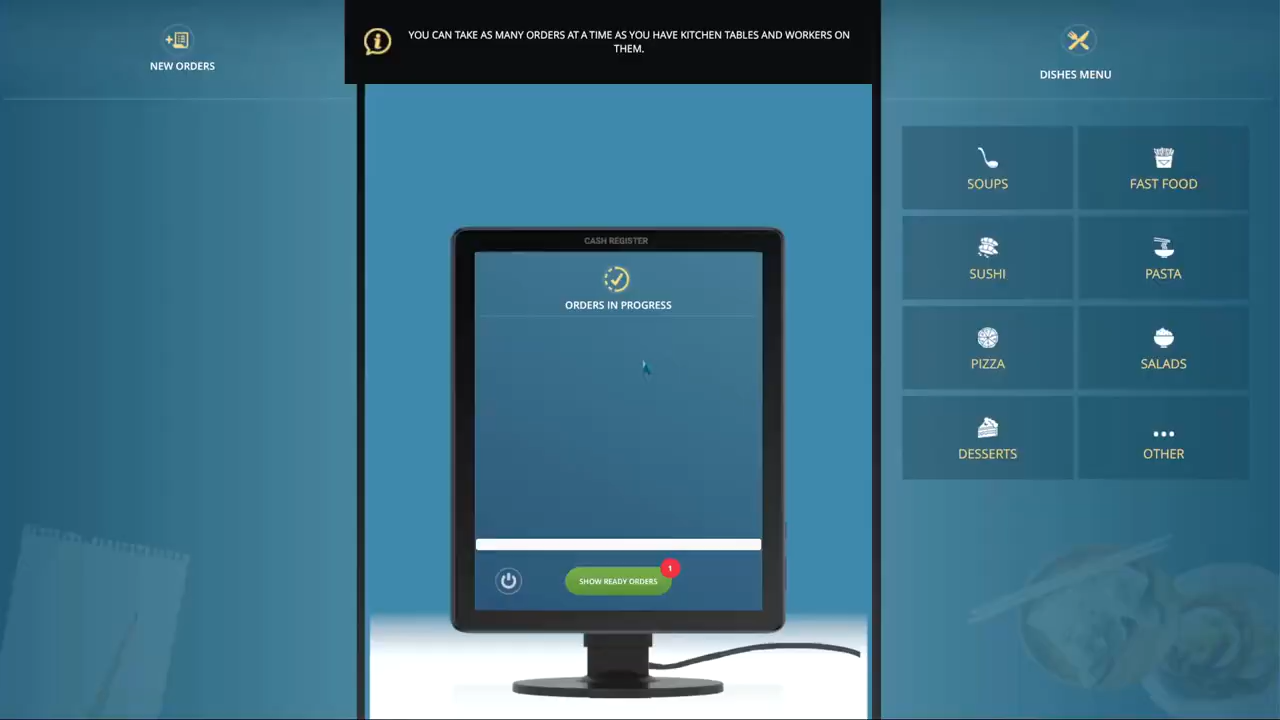 YOU CAN TAKE AS MANY ORDERS AT A TIME AS YOU HAVE KITCHEN TABLES AND WORKERS ON
THEM.
NEW ORDERS
DISHES MENU
SOUPS
FAST FOOD
SUSHI
PASTA
PIZZA
SALADS
DESSERTS
OTHER
CASH REGISTER
ORDERS IN PROGRESS
SHOW READY ORDERS
1